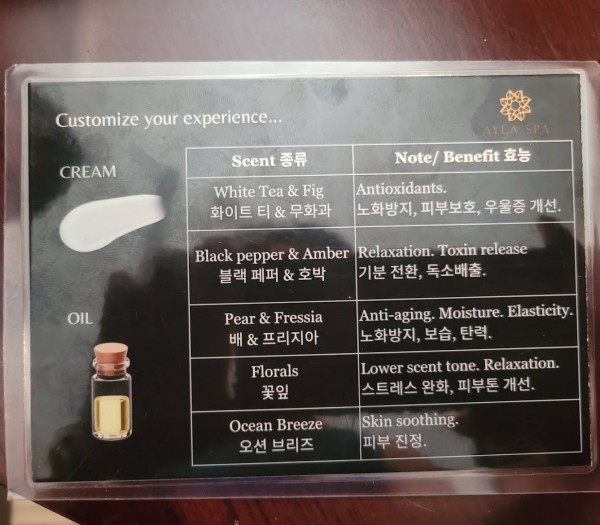 Customize your experience...
AYLA SPA
CREAM
OIL
Scent 종류
Note/ Benefit 효능
White Tea & Fig
화이트 티 & 무화과
Antioxidants.
노화방지, 피부보호, 우울증 개선.
Black pepper & Amber
블랙 페퍼 & 호박
Relaxation. Toxin release
기분 전환, 독소배출.
Pear & Fressia
배 & 프리지아
Anti-aging. Moisture. Elasticity.
노화방지, 보습, 탄력.
Florals
꽃잎
Lower scent tone. Relaxation.
스트레스 완화, 피부톤 개선.
Ocean Breeze
오션 브리즈
Skin soothing.
피부 진정.